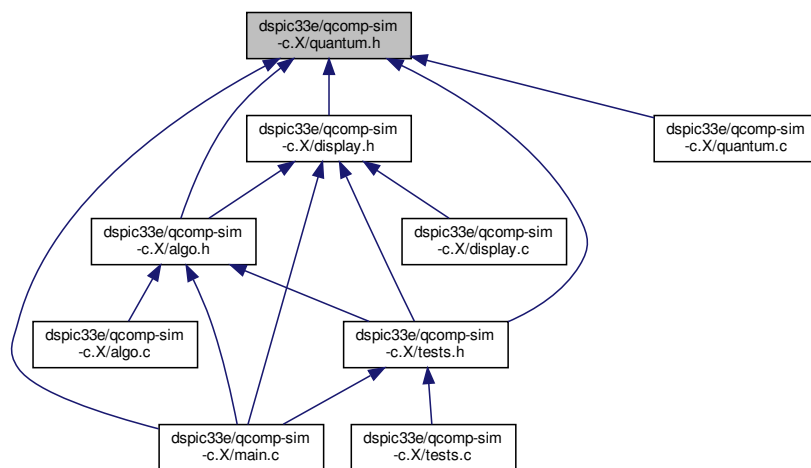 dspic33e/qcomp-sim
-c.X/quantum.h
dspic33e/qcomp-sim
-c.X/display.h
dspic33e/qcomp-sim
-c.X/quantum.c
dspic33e/qcomp-sim
-c.X/algo.h
dspic33e/qcomp-sim
-c.X/display.c
dspic33e/qcomp-sim
-c.X/algo.c
dspic33e/qcomp-sim
-c.X/tests.h
dspic33e/qcomp-sim
-c.X/main.c
dspic33e/qcomp-sim
-c.X/tests.c